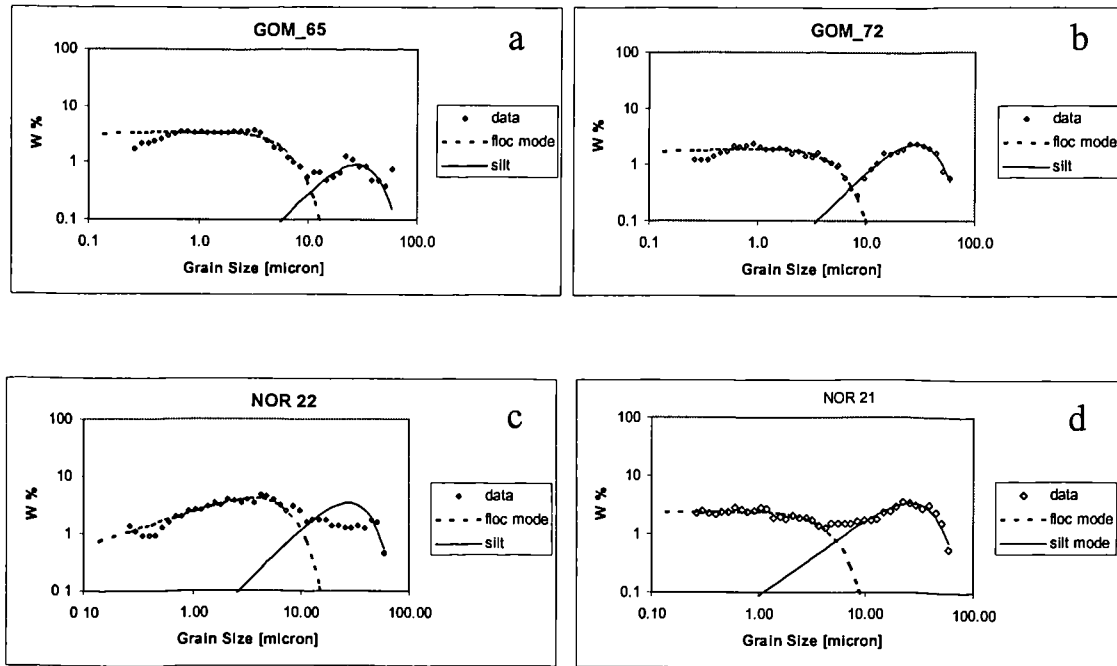 GOM_65
a
100
10
1
0.1
W %
0.1 1.0 10.0 100.0
Grain Size [micron]
data
floc mode
silt
GOM_72
b
100
10
1
0.1
W %
0.1 1.0 10.0 100.0
Grain Size [micron]
data
floc mode
silt
NOR 22
c
100
10
1
0 1
W %
0 10 1.00 10.00 100.00
Grain Size [micron]
data
floc mode
silt
NOR 21
d
100
10
1
0.1
W %
0.10 1.00 10.00 100.00
Grain Size [micron]
data
floc mode
silt mode